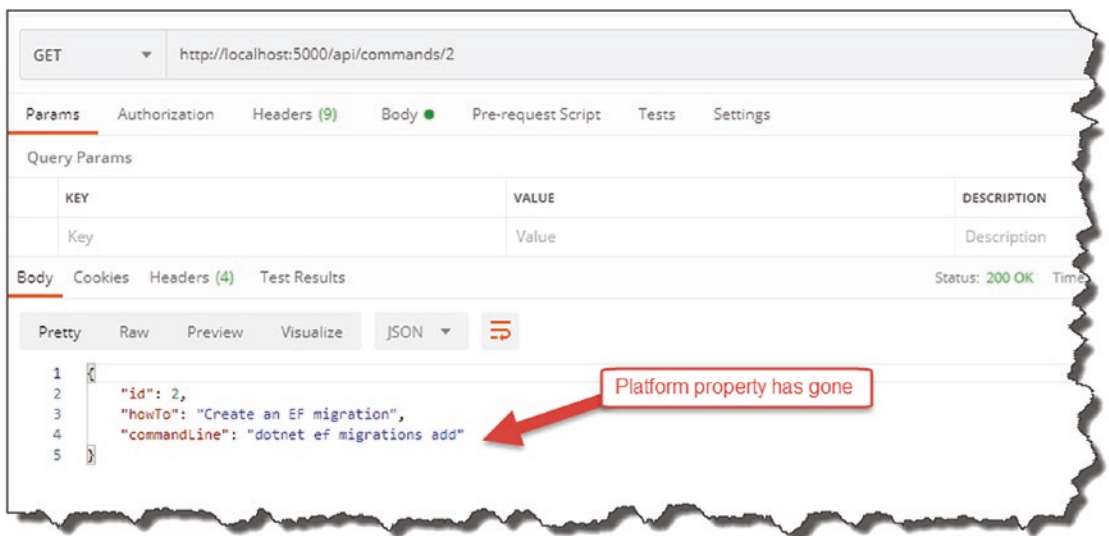 GET http://localhost:5000/api/commands/2
Params Authorization Headers (9) Body Pre-request Script Tests Settings
Query Params
KEY VALUE DESCRIPTION
Key Value Description
Body Cookies Headers (4) Test Results Status: 200 OK Time
Pretty Raw Preview Visualize JSON
1 {
2 "id": 2,
3 "howTo": "Create an EF migration",
4 "commandLine": "dotnet ef migrations add"
5 }
Platform property has gone